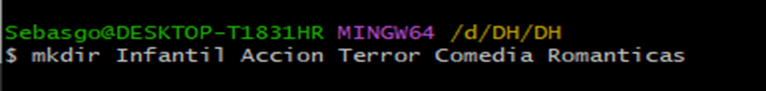 Sebasgo@DESKTOP-T1831HR MINGW64 /d/DH/DH
$ mkdir Infantil Accion Terror Comedia Romanticas